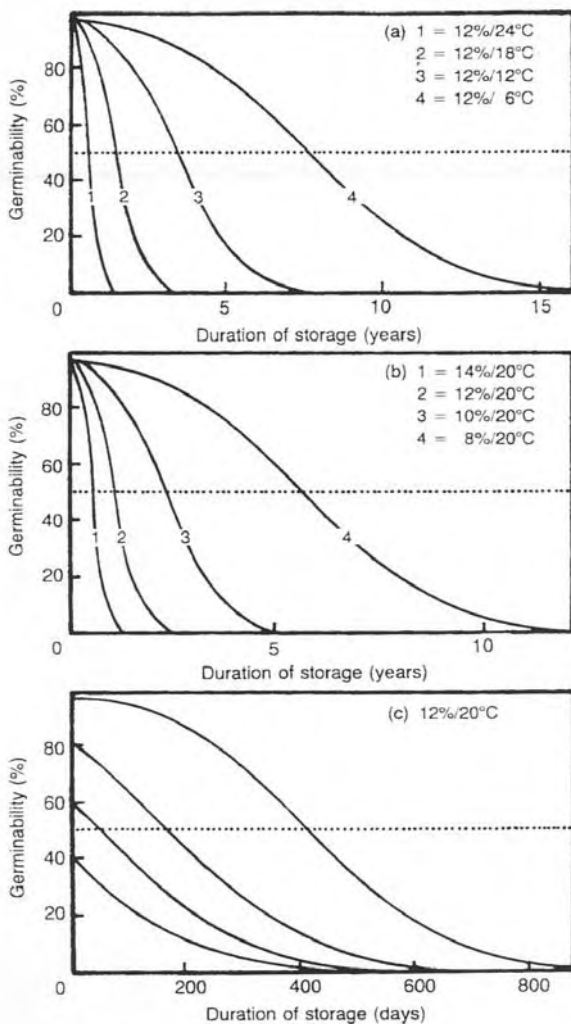 (a) 1 = 12%/24°C
2 = 12%/18°C
3 = 12%/12°C
4 = 12%/ 6°C
Germinability (%)
80
60
40
20
0
1
2
3
4
5
10
15
Duration of storage (years)
(b) 1 = 14%/20°C
2 = 12%/20°C
3 = 10%/20°C
4 = 8%/20°C
Germinability (%)
80
60
40
20
0
1
2
3
4
5
10
Duration of storage (years)
(c) 12%/20°C
Germinability (%)
80
60
40
20
0
200
400
600
800
Duration of storage (days)